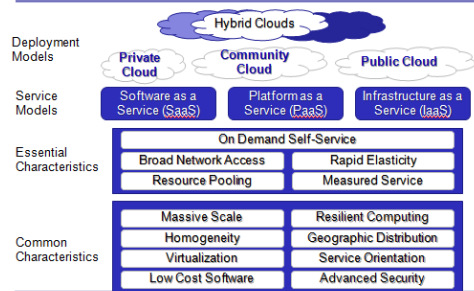 Hybrid Clouds
Deployment
Models
Private
Cloud
Community
Cloud
Public Cloud
Service
Models
Software as a
Service (SaaS)
Platform as a
Service (PaaS)
Infrastructure as a
Service (IaaS)
Essential
Characteristics
On Demand Self-Service
Broad Network Access
Rapid Elasticity
Resource Pooling
Measured Service
Common
Characteristics
Massive Scale
Resilient Computing
Homogeneity
Geographic Distribution
Virtualization
Service Orientation
Low Cost Software
Advanced Security